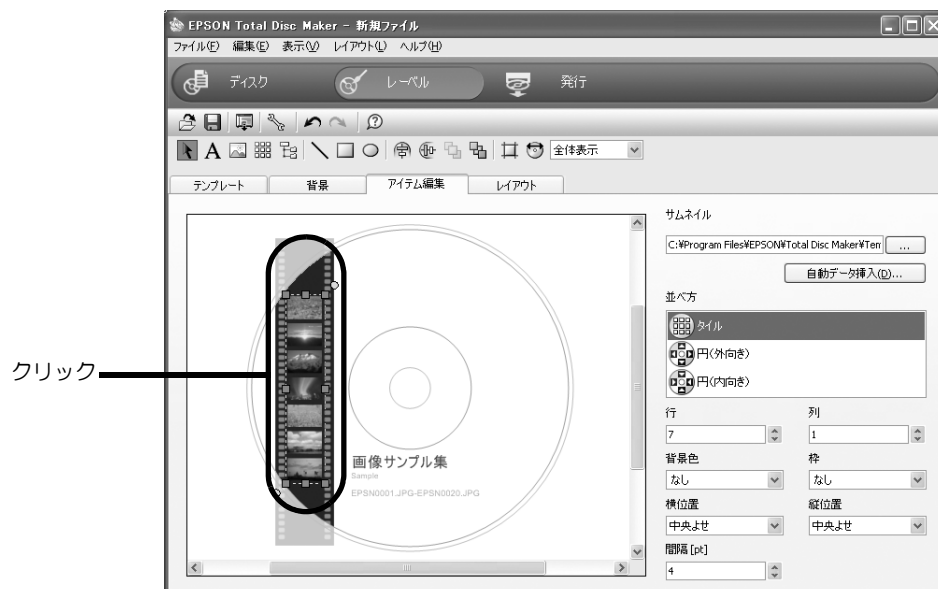 EPSON Total Disc Maker - 新規ファイル
ファイル(F) 編集(E) 表示(V) レイアウト(L) ヘルプ(H)
ディスク レーベル 発行
全体表示
テンプレート 背景 アイテム編集 レイアウト
サムネイル
C:¥Program Files¥EPSON¥Total Disc Maker¥Tem ...
自動データ挿入(D)...
並べ方
タイル
円(外向き)
円(内向き)
クリック
行 列
7 1
背景色 枠
なし なし
横位置 縦位置
中央よせ 中央よせ
間隔 [pt]
4
画像サンプル集
Sample
EPSN0001.JPG-EPSN0020.JPG